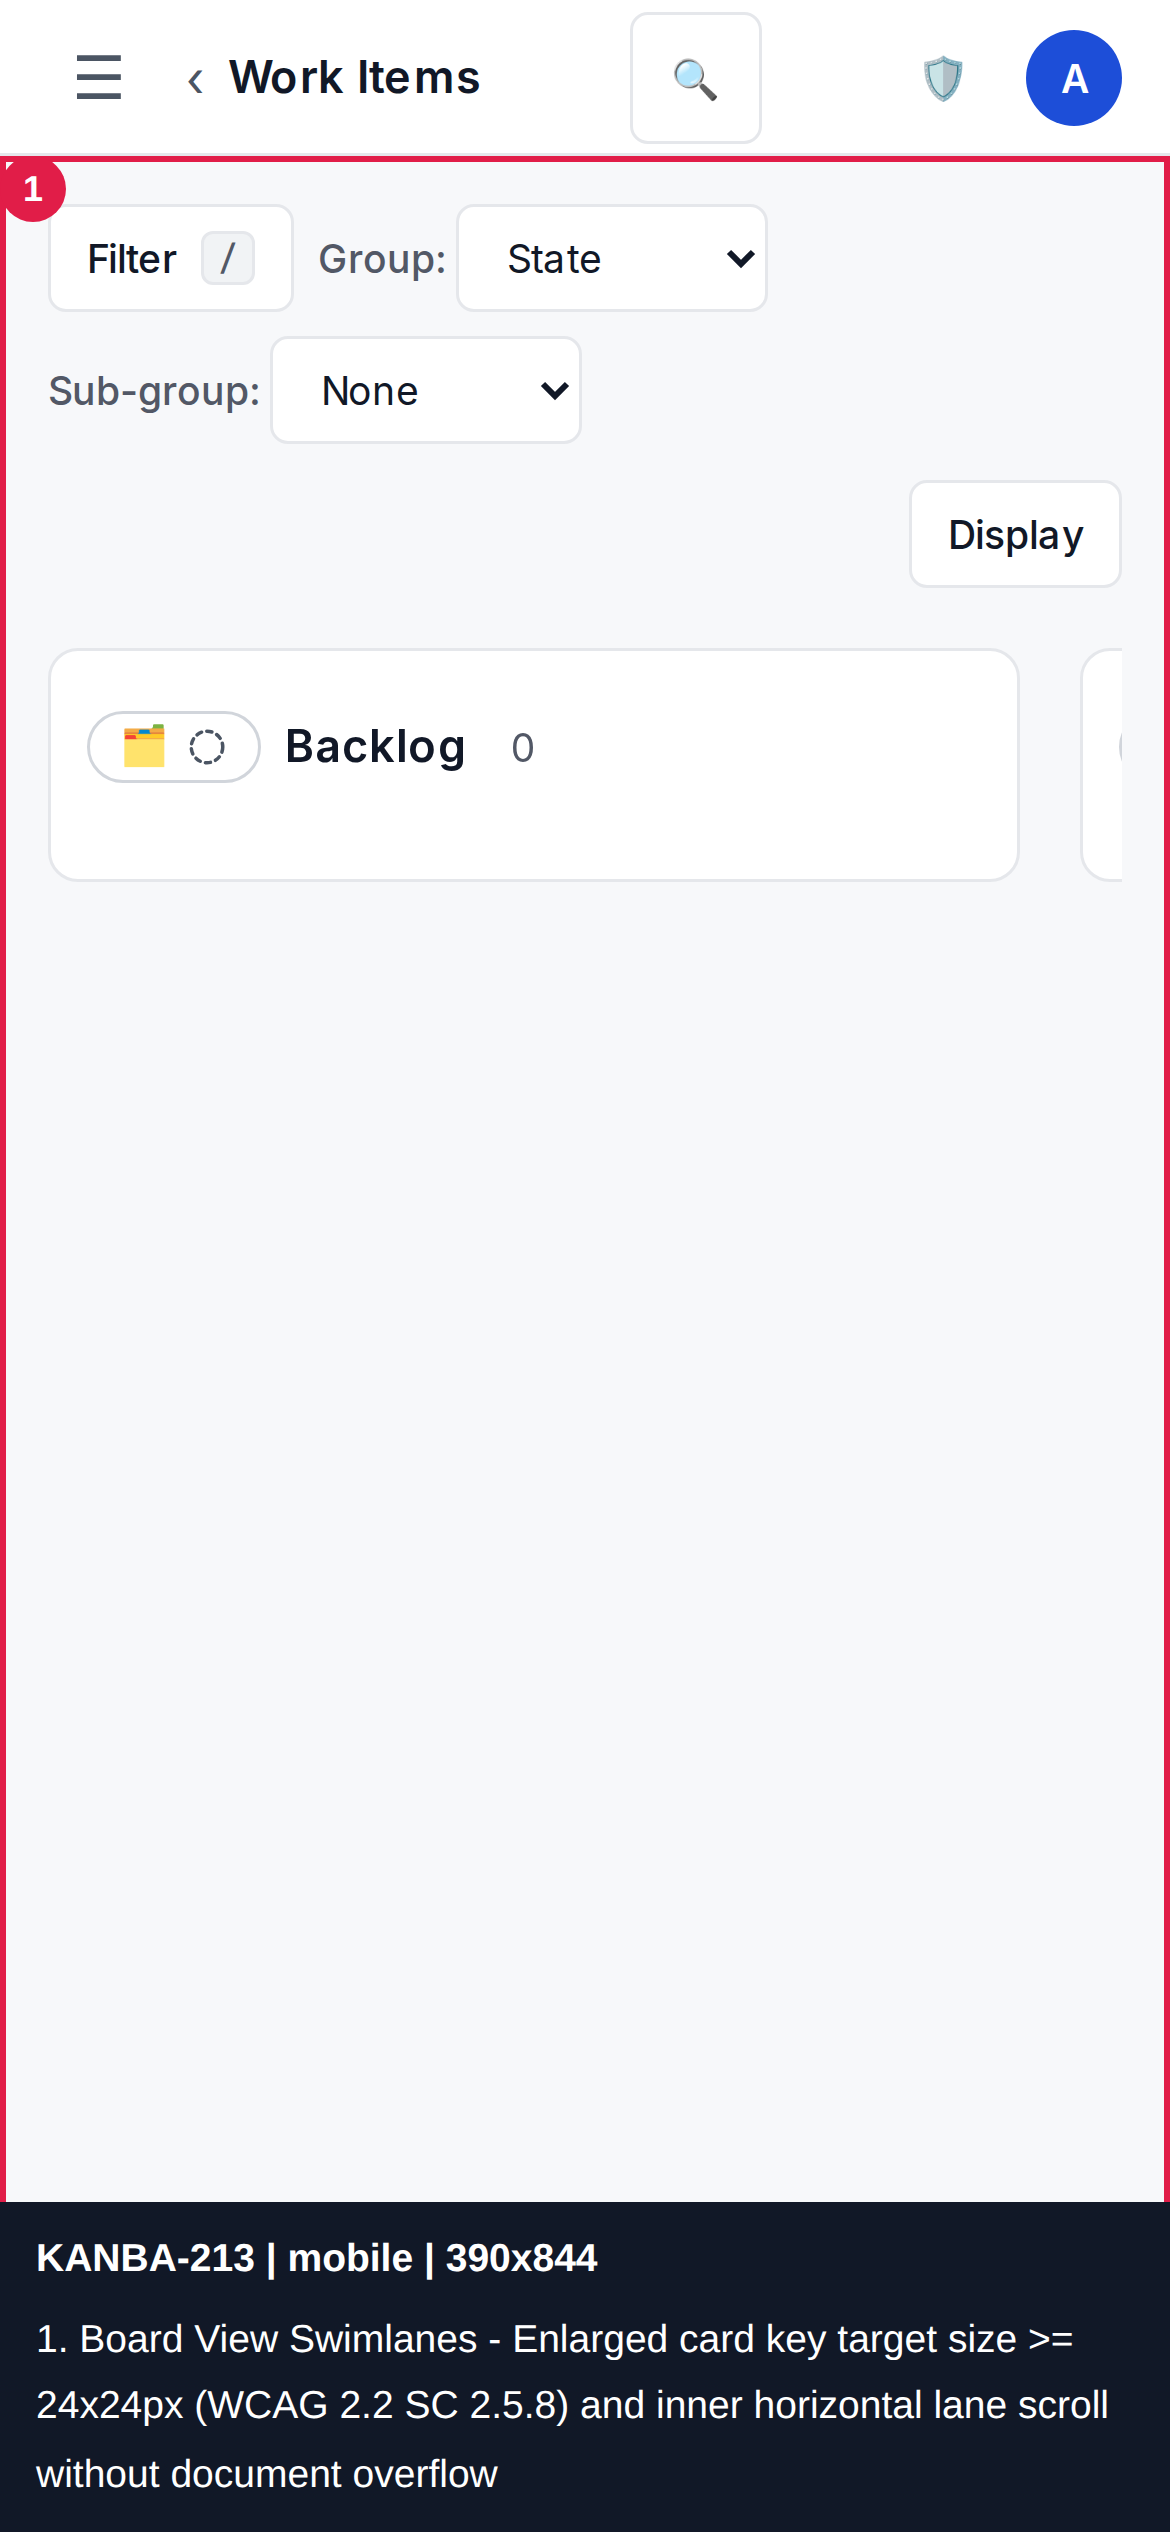 Work Items
A
1
Filter /
Group: State
Sub-group: None
Display
Backlog 0
KANBA-213 | mobile | 390x844
1. Board View Swimlanes - Enlarged card key target size >=
24x24px (WCAG 2.2 SC 2.5.8) and inner horizontal lane scroll
without document overflow